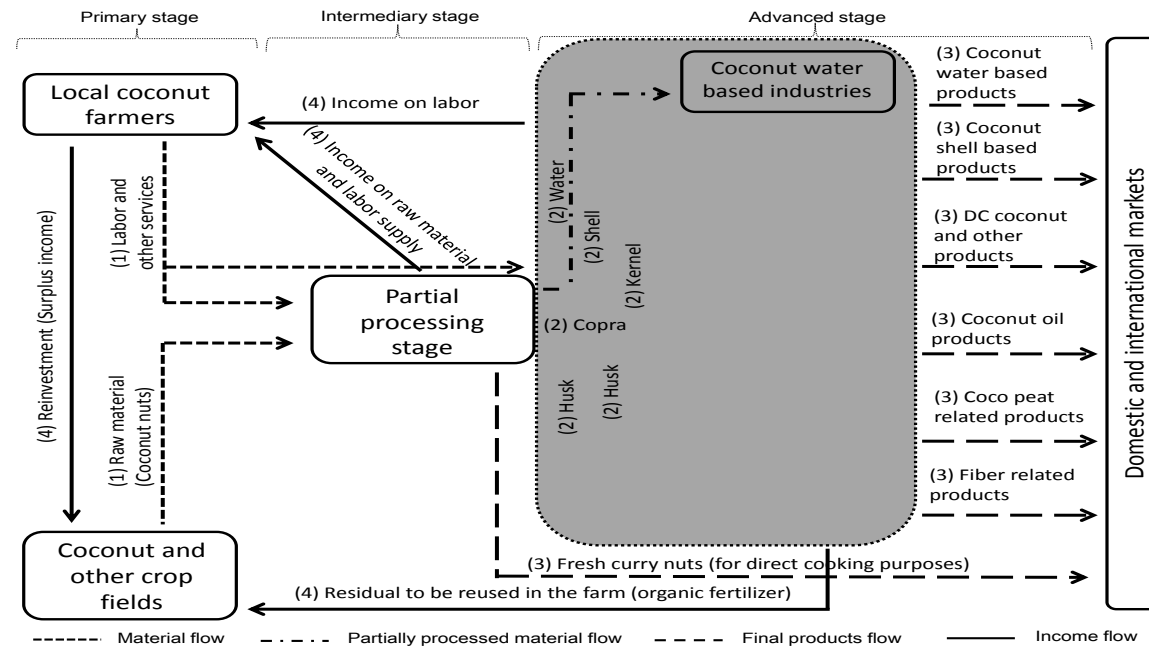 Primary stage
Intermediary stage
Advanced stage
Local coconut
farmers
(4) Income on labor
(4) Income on raw material
and labor supply
(1) Labor and
other services
(4) Reinvestment (Surplus income)
(1) Raw material
(Coconut nuts)
Partial
processing
stage
Coconut and
other crop
fields
Coconut water
based industries
(2) Water
(2) Shell
(2) Kernel
(2) Copra
(2) Husk
(2) Husk
(3) Coconut
water based
products
(3) Coconut
shell based
products
(3) DC coconut
and other
products
(3) Coconut oil
products
(3) Coco peat
related products
(3) Fiber related
products
Domestic and international markets
(3) Fresh curry nuts (for direct cooking purposes)
(4) Residual to be reused in the farm (organic fertilizer)
Material flow
Partially processed material flow
Final products flow
Income flow